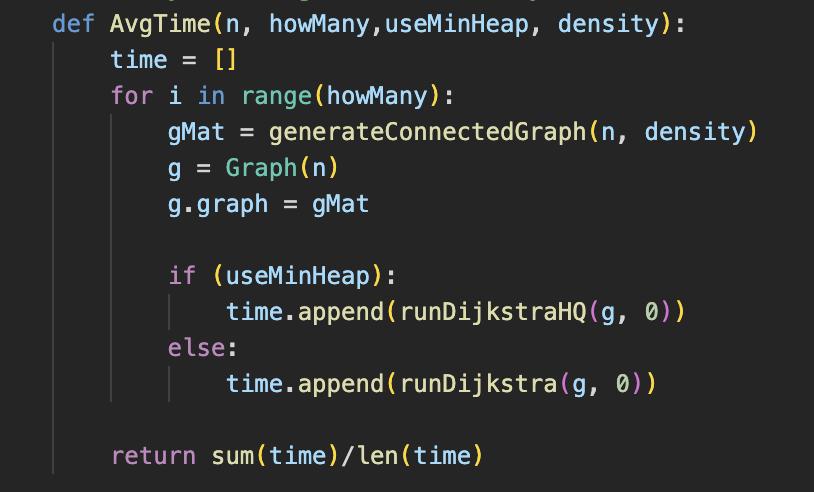 def AvgTime(n, howMany,useMinHeap, density):
    time = []
    for i in range(howMany):
        gMat = generateConnectedGraph(n, density)
        g = Graph(n)
        g.graph = gMat

        if (useMinHeap):
            time.append(runDijkstraHQ(g, 0))
        else:
            time.append(runDijkstra(g, 0))

    return sum(time)/len(time)